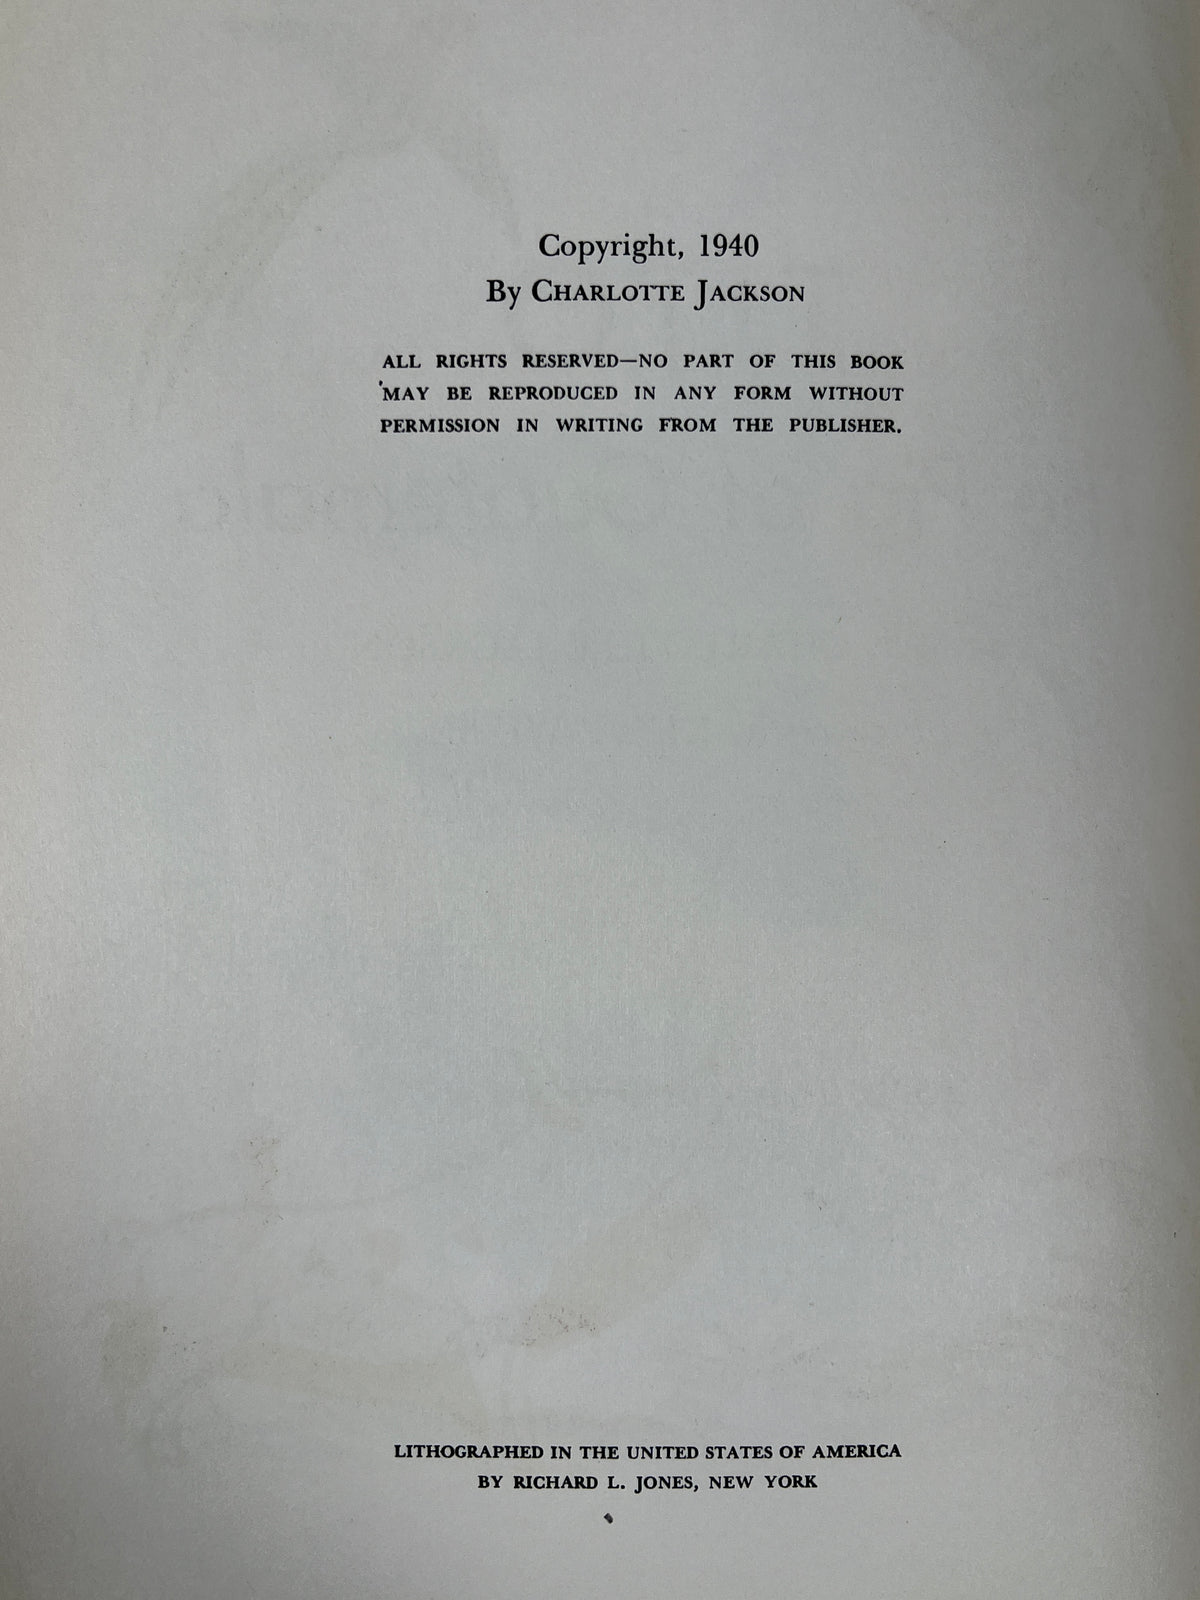 Copyright, 1940
By CHARLOTTE JACKSON
ALL RIGHTS RESERVED—NO PART OF THIS BOOK
MAY BE REPRODUCED IN ANY FORM WITHOUT
PERMISSION IN WRITING FROM THE PUBLISHER.
LITHOGRAPHED IN THE UNITED STATES OF AMERICA
BY RICHARD L. JONES, NEW YORK